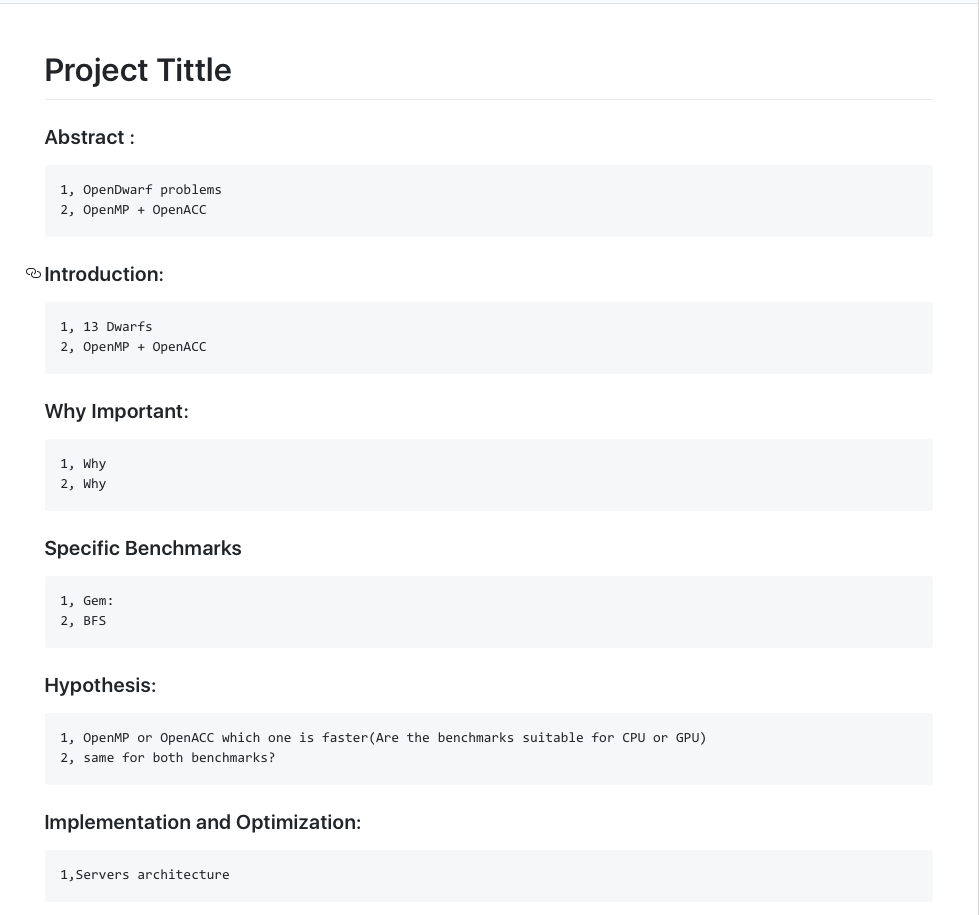 Project Tittle
Abstract :
1, OpenDwarf problems
2, OpenMP + OpenACC
Introduction:
1, 13 Dwarfs
2, OpenMP + OpenACC
Why Important:
1, Why
2, Why
Specific Benchmarks
1, Gem:
2, BFS
Hypothesis:
1, OpenMP or OpenACC which one is faster(Are the benchmarks suitable for CPU or GPU)
2, same for both benchmarks?
Implementation and Optimization:
1,Servers architecture